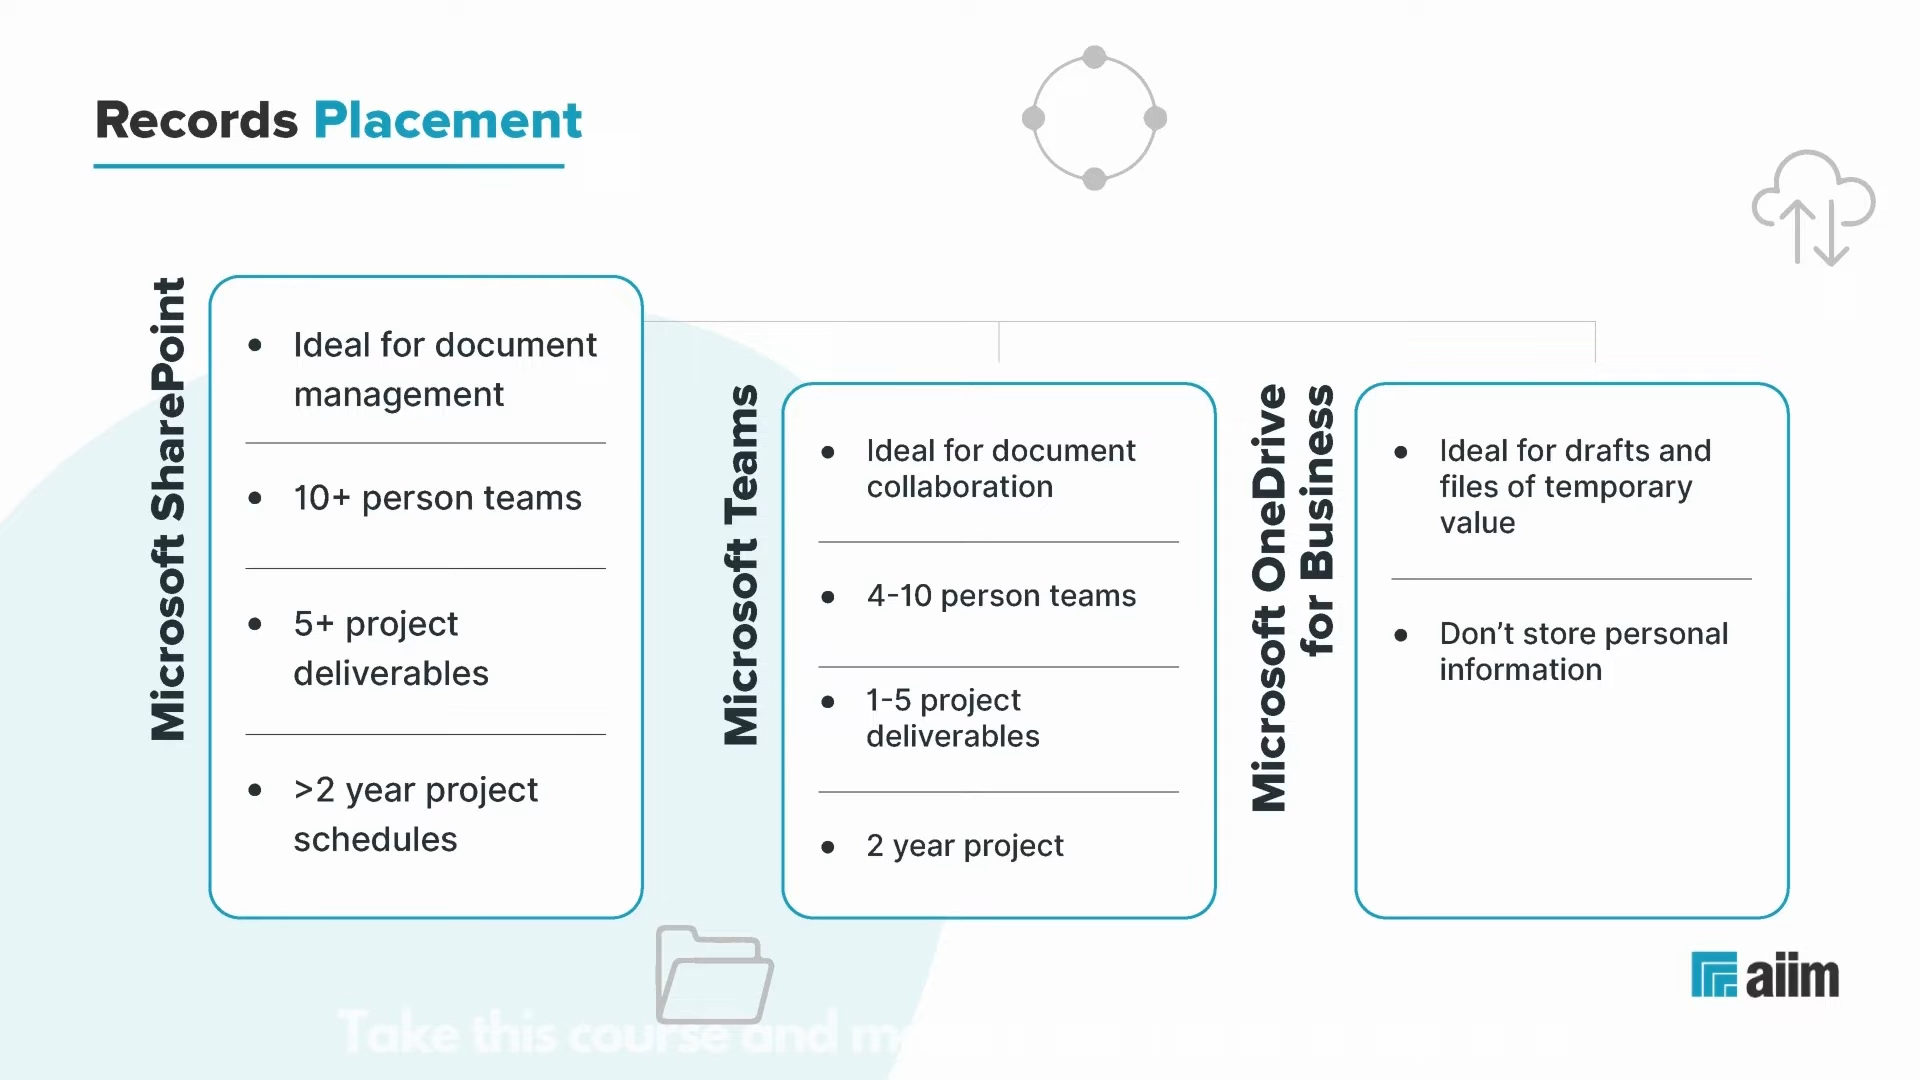 Records Placement
Microsoft SharePoint
• Ideal for document
management
• 10+ person teams
• 5+ project
deliverables
• >2 year project
schedules
Microsoft Teams
• Ideal for document
collaboration
• 4-10 person teams
• 1-5 project
deliverables
• 2 year project
Microsoft OneDrive
for Business
• Ideal for drafts and
files of temporary
value
• Don’t store personal
information
aiim
Take this course and